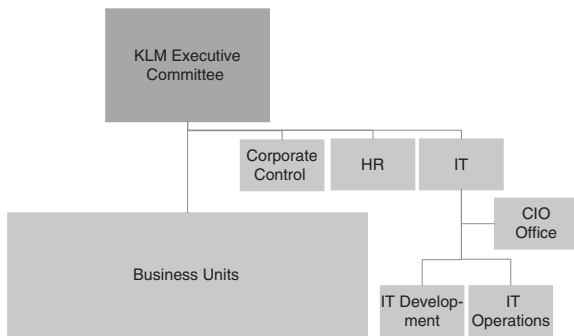 KLM Executive
Committee
Corporate
Control
HR
IT
CIO
Office
Business Units
IT Develop-
ment
IT
Operations